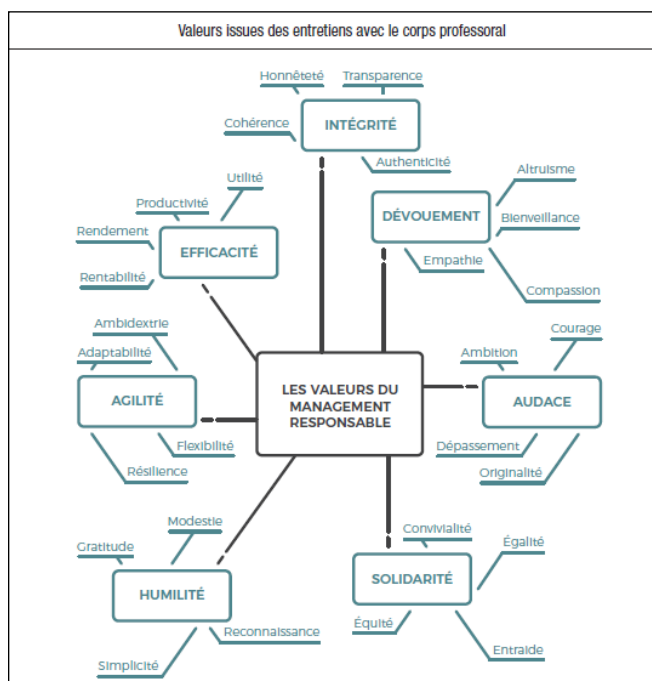 Valeurs issues des entretiens avec le corps professoral
Honnêteté
Transparence
Cohérence
INTÉGRITÉ
Authenticité
Utilité
Productivité
Rendement
EFFICACITÉ
Rentabilité
Altruisme
DÉVOUEMENT
Bienveillance
Empathie
Compassion
Ambidextrie
Adaptabilité
AGILITÉ
Flexibilité
Résilience
LES VALEURS DU
MANAGEMENT
RESPONSABLE
Courage
Ambition
AUDACE
Dépassement
Originalité
Modestie
Gratitude
HUMILITÉ
Reconnaissance
Simplicité
Convivialité
Égalité
SOLIDARITÉ
Équité
Entraide